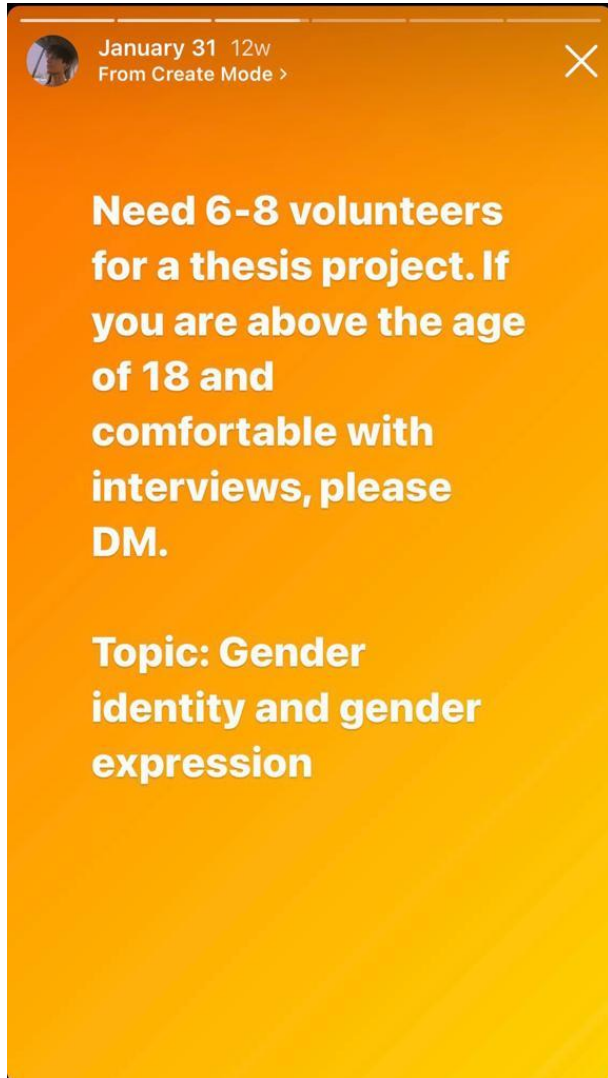 January 31 12w
From Create Mode >
Need 6-8 volunteers
for a thesis project. If
you are above the age
of 18 and
comfortable with
interviews, please
DM.
Topic: Gender
identity and gender
expression